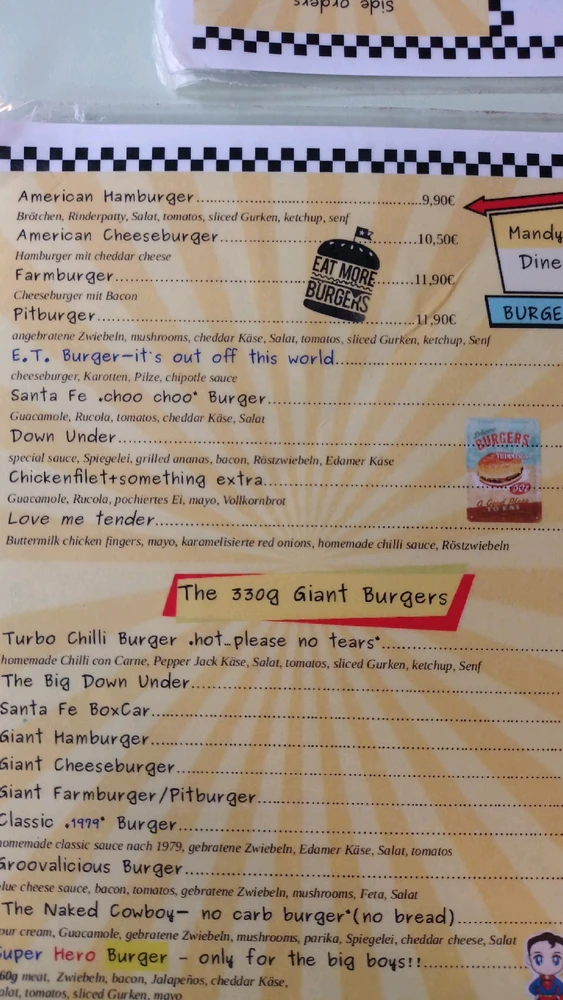 side orders
American Hamburger...9,90€
Brötchen, Rinderpatty, Salat, tomatos, sliced Gurken, ketchup, senf
American Cheeseburger...10,50€
Hamburger mit cheddar cheese
Farmburger...11,90€
Cheeseburger mit Bacon
Pitburger...11,90€
angebratene Zwiebeln, mushrooms, cheddar Käse, Salat, tomatos, sliced Gurken, ketchup, Senf
EAT MORE
BURGERS
Mandy
Dine
BURGE
E.T. Burger—it's out off this world...
cheeseburger, Karotten, Pilze, chipotle sauce
Santa Fe „choo choo" Burger...
Guacamole, Rucola, tomatos, cheddar Käse, Salat
Down Under...
special sauce, Spiegelei, grilled ananas, bacon, Röstzwiebeln, Edamer Käse
Chickenfilet+something extra...
Guacamole, Rucola, pochiertes Ei, mayo, Vollkornbrot
Love me tender...
Buttermilk chicken fingers, mayo, karamelisierte red onions, homemade chilli sauce, Röstzwiebeln
BURGERS
TO EAT
The 330g Giant Burgers
Turbo Chilli Burger „hot…please no tears"...
homemade Chilli con Carne, Pepper Jack Käse, Salat, tomatos, sliced Gurken, ketchup, Senf
The Big Down Under...
Santa Fe BoxCar...
Giant Hamburger...
Giant Cheeseburger...
Giant Farmburger/Pitburger...
Classic „1979" Burger...
homemade classic sauce nach 1979, gebratene Zwiebeln, Edamer Käse, Salat, tomatos
Groovalicious Burger...
lue cheese sauce, bacon, tomatos, gebratene Zwiebeln, mushrooms, Feta, Salat
The Naked Cowboy— no carb burger"(no bread)...
our cream, Guacamole, gebratene Zwiebeln, mushrooms, parika, Spiegelei, cheddar cheese, Salat
Super Hero Burger – only for the big boys!!...
60g meat, Zwiebeln, bacon, Jalapeños, cheddar Käse,
alat, tomatos, sliced Gurken, mayo